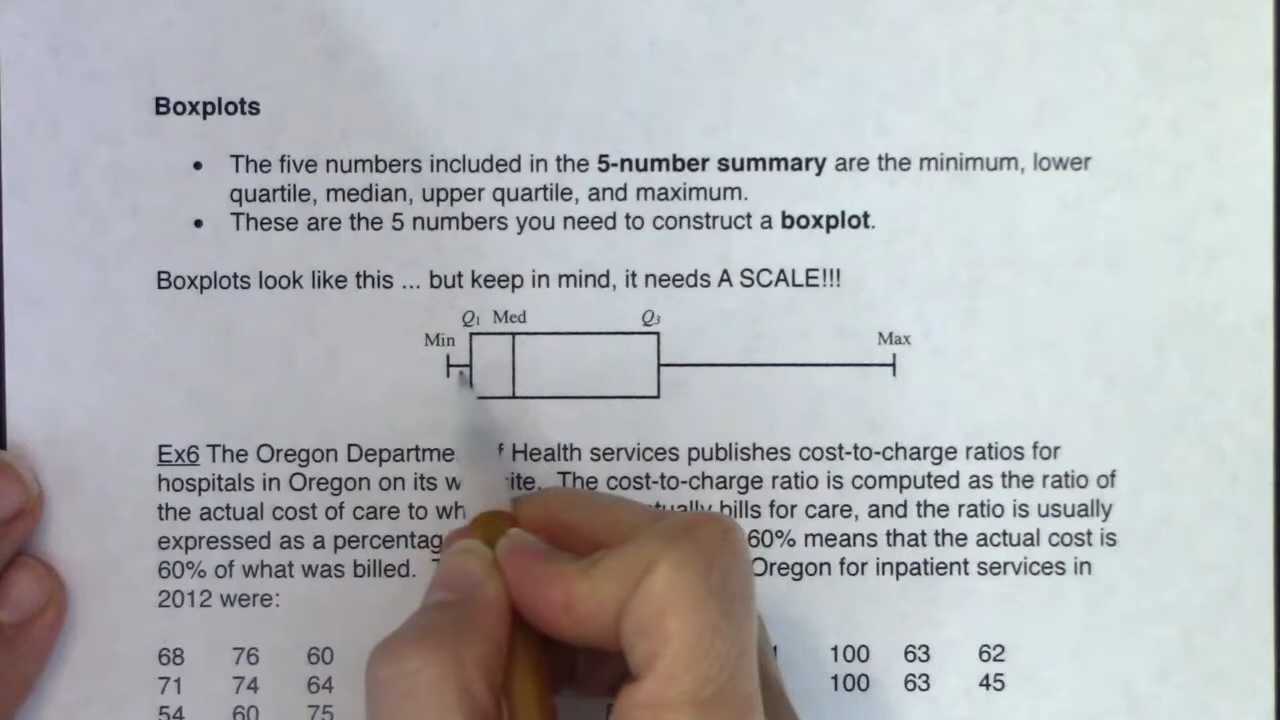 Boxplots
• The five numbers included in the 5-number summary are the minimum, lower
quartile, median, upper quartile, and maximum.
• These are the 5 numbers you need to construct a boxplot.
Boxplots look like this ... but keep in mind, it needs A SCALE!!!
Q₁ Med Q₃
Min Max
Ex6 The Oregon Health services publishes cost-to-charge ratios for
hospitals in Oregon on its The cost-to-charge ratio is computed as the ratio of
the actual cost of care to bills for care, and the ratio is usually
expressed as a 60% means that the actual cost is
60% of what was billed. Oregon for inpatient services in
2012 were:
68 76 60 100 63 62
71 74 64 100 63 45
54 60 75